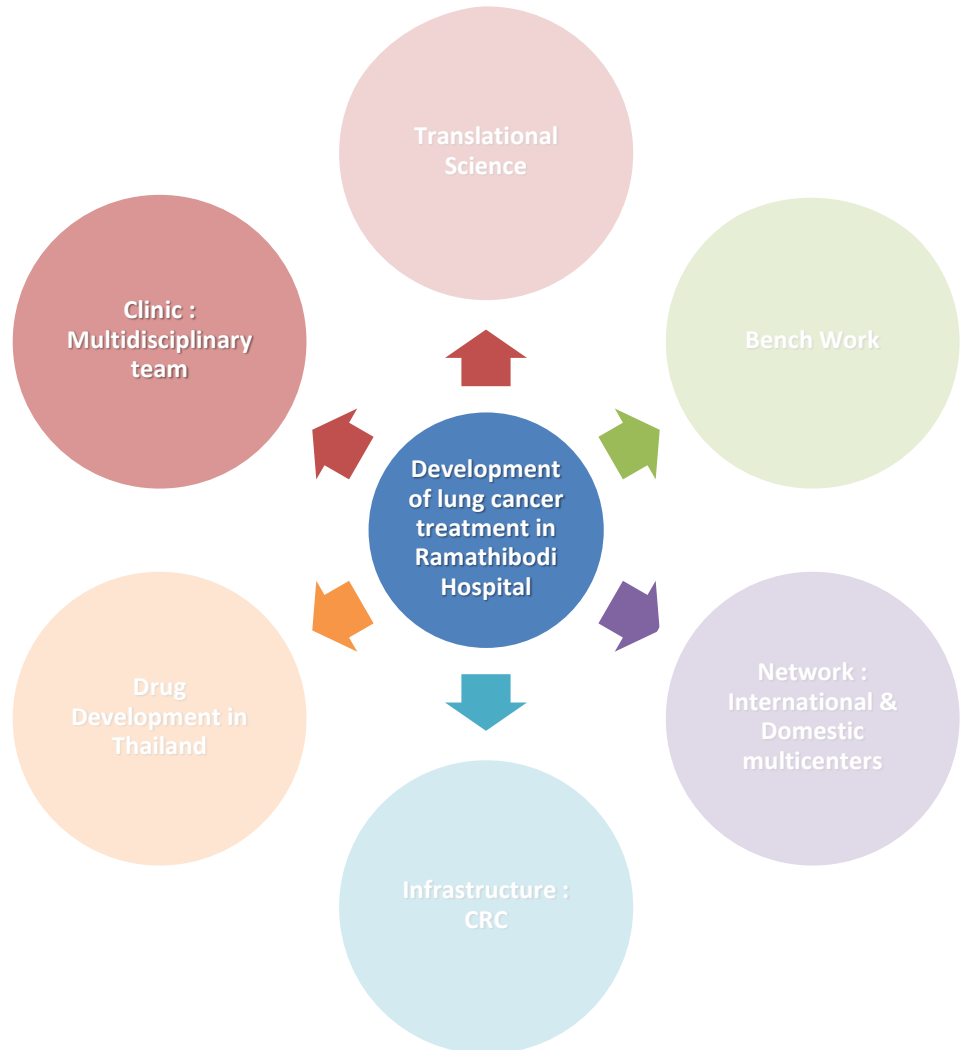 Translational
Science
Clinic :
Multidisciplinary
team
Bench Work
Development
of lung cancer
treatment in
Ramathibodi
Hospital
Drug
Development in
Thailand
Network :
International &
Domestic
multicenters
Infrastructure :
CRC